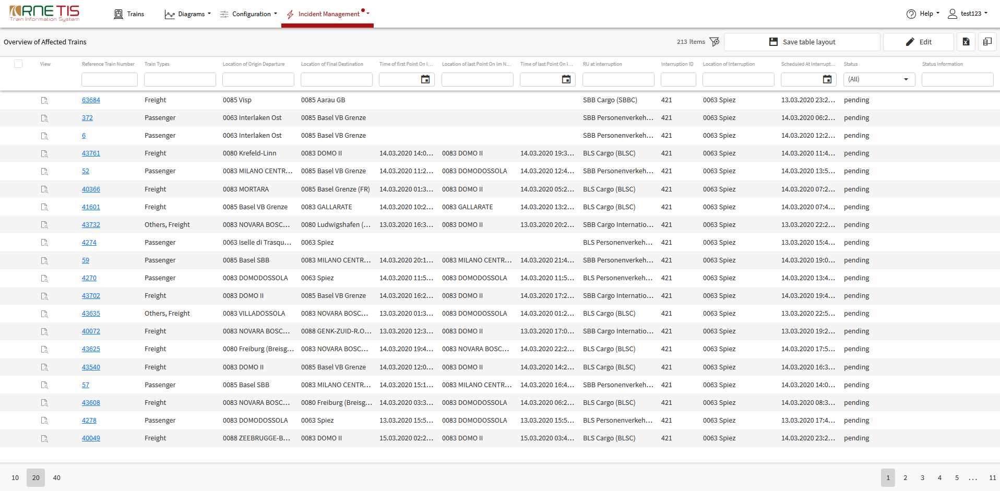 RNE TIS
Train Information System
Trains Diagrams Configuration Incident Management Help test123
Overview of Affected Trains 213 Items Save table layout Edit
View Reference Train Number Train Types Location of Origin Departure Location of Final Destination Time of first Point On I... Location of last Point On Im N... Time of last Point On I... RU at interruption Interruption ID Location of Interruption Scheduled At Interrupt... Status Status Information
(All)
63684 Freight 0085 Visp 0085 Aarau GB SBB Cargo (SBBC) 421 0063 Spiez 13.03.2020 23:2... pending
372 Passenger 0063 Interlaken Ost 0085 Basel VB Grenze SBB Personenverkeh... 421 0063 Spiez 14.03.2020 06:2... pending
6 Passenger 0063 Interlaken Ost 0085 Basel VB Grenze SBB Personenverkeh... 421 0063 Spiez 14.03.2020 12:2... pending
43761 Freight 0080 Krefeld-Linn 0083 DOMO II 14.03.2020 14:0... 0083 DOMO II 14.03.2020 19:3... BLS Cargo (BLSC) 421 0063 Spiez 14.03.2020 11:4... pending
52 Passenger 0083 MILANO CENTR... 0085 Basel VB Grenze 14.03.2020 11:2... 0083 DOMODOSSOLA 14.03.2020 12:4... SBB Personenverkeh... 421 0063 Spiez 14.03.2020 13:5... pending
40366 Freight 0083 MORTARA 0085 Basel Grenze (FR) 14.03.2020 01:3... 0083 DOMO II 14.03.2020 05:2... BLS Cargo (BLSC) 421 0063 Spiez 14.03.2020 07:2... pending
41601 Freight 0085 Basel VB Grenze 0083 GALLARATE 14.03.2020 10:2... 0083 GALLARATE 14.03.2020 13:2... BLS Cargo (BLSC) 421 0063 Spiez 14.03.2020 07:4... pending
43732 Others, Freight 0083 NOVARA BOSC... 0080 Ludwigshafen (... 13.03.2020 16:3... 0083 DOMO II 13.03.2020 20:2... SBB Cargo Internatio... 421 0063 Spiez 13.03.2020 22:2... pending
4274 Passenger 0063 Iselle di Trasqu... 0063 Spiez BLS Personenverkeh... 421 0063 Spiez 13.03.2020 15:4... pending
59 Passenger 0085 Basel SBB 0083 MILANO CENTR... 14.03.2020 20:1... 0083 MILANO CENTR... 14.03.2020 21:4... SBB Personenverkeh... 421 0063 Spiez 14.03.2020 19:0... pending
4270 Passenger 0083 DOMODOSSOLA 0063 Spiez 14.03.2020 11:5... 0083 DOMODOSSOLA 14.03.2020 11:5... BLS Personenverkeh... 421 0063 Spiez 14.03.2020 13:4... pending
43702 Freight 0083 DOMO II 0085 Basel VB Grenze 14.03.2020 16:2... 0083 DOMO II 14.03.2020 17:2... SBB Cargo Internatio... 421 0063 Spiez 14.03.2020 19:4... pending
43635 Others, Freight 0083 VILLADOSSOLA 0083 NOVARA BOSC... 13.03.2020 01:3... 0083 DOMODOSSOLA 14.03.2020 01:2... BLS Cargo (BLSC) 421 0063 Spiez 13.03.2020 22:5... pending
40072 Freight 0083 NOVARA BOSC... 0088 GENK-ZUID-R.O... 13.03.2020 12:3... 0083 DOMO II 13.03.2020 17:0... SBB Cargo Internatio... 421 0063 Spiez 13.03.2020 19:2... pending
43625 Freight 0080 Freiburg (Breisg... 0083 NOVARA BOSC... 14.03.2020 19:4... 0083 NOVARA BOSC... 14.03.2020 22:2... BLS Cargo (BLSC) 421 0063 Spiez 14.03.2020 17:5... pending
43540 Freight 0083 DOMO II 0085 Basel VB Grenze 14.03.2020 12:0... 0083 DOMO II 14.03.2020 14:2... BLS Cargo (BLSC) 421 0063 Spiez 14.03.2020 16:3... pending
57 Passenger 0085 Basel SBB 0083 MILANO CENTR... 14.03.2020 15:1... 0083 MILANO CENTR... 14.03.2020 16:4... SBB Personenverkeh... 421 0063 Spiez 14.03.2020 14:0... pending
43608 Freight 0083 NOVARA BOSC... 0080 Freiburg (Breisg... 14.03.2020 03:3... 0083 DOMODOSSOLA 14.03.2020 06:2... BLS Cargo (BLSC) 421 0063 Spiez 14.03.2020 08:3... pending
4278 Passenger 0083 DOMODOSSOLA 0063 Spiez 13.03.2020 15:5... 0083 DOMODOSSOLA 13.03.2020 15:5... BLS Personenverkeh... 421 0063 Spiez 13.03.2020 17:4... pending
40049 Freight 0088 ZEEBRUGGE-B... 0083 DOMO II 15.03.2020 02:2... 0083 DOMO II 15.03.2020 03:4... BLS Cargo (BLSC) 421 0063 Spiez 14.03.2020 23:2... pending
10 20 40 1 2 3 4 5 ... 11